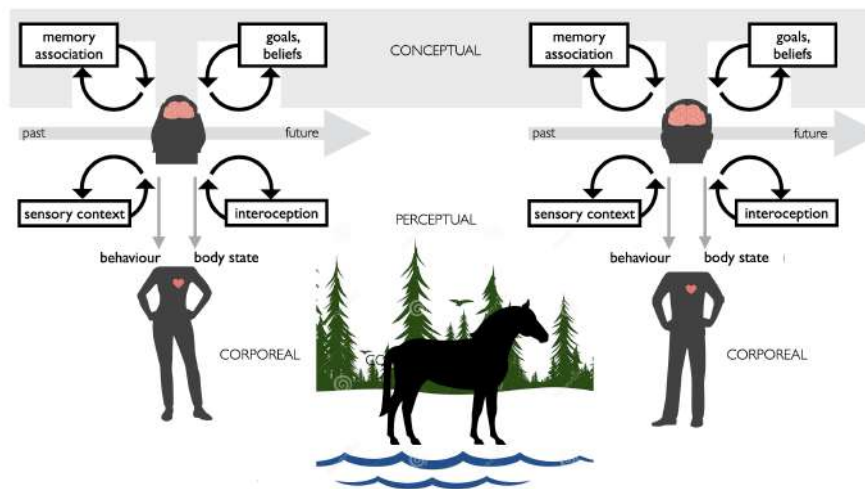 memory
association
goals,
beliefs
CONCEPTUAL
memory
association
goals,
beliefs
past
future
past
future
sensory context
interoception
PERCEPTUAL
sensory context
interoception
behaviour
body state
behaviour
body state
CORPOREAL
CO
CORPOREAL